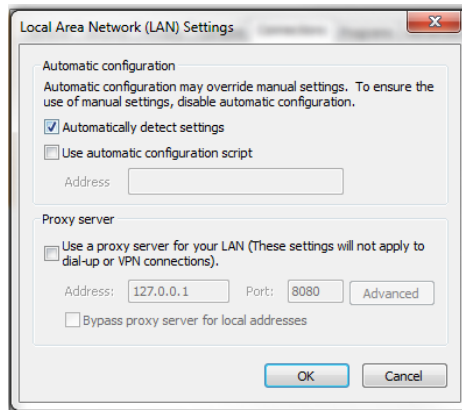 Local Area Network (LAN) Settings
Connections
Programs
Automatic configuration
Automatic configuration may override manual settings. To ensure the
use of manual settings, disable automatic configuration.
Automatically detect settings
Use automatic configuration script
Address
Proxy server
Use a proxy server for your LAN (These settings will not apply to
dial-up or VPN connections).
Address: 127.0.0.1 Port: 8080 Advanced
Bypass proxy server for local addresses
OK Cancel